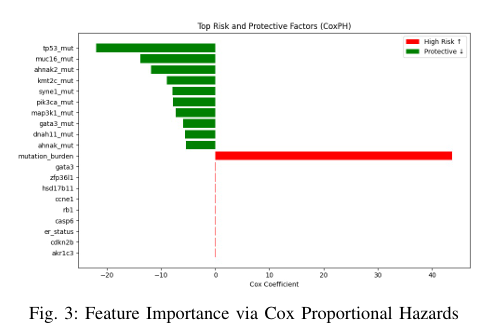 Top Risk and Protective Factors (CoxPH)
High Risk ↑
Protective ↓
tp53_mut
muc16_mut
ahnak2_mut
kmt2c_mut
syne1_mut
pik3ca_mut
map3k1_mut
gata3_mut
dnah11_mut
ahnak_mut
mutation_burden
gata3
zfp36l1
hsd17b11
ccne1
rb1
casp6
er_status
cdkn2b
akr1c3
−20 −10 0 10 20 30 40
Cox Coefficient
Fig. 3: Feature Importance via Cox Proportional Hazards